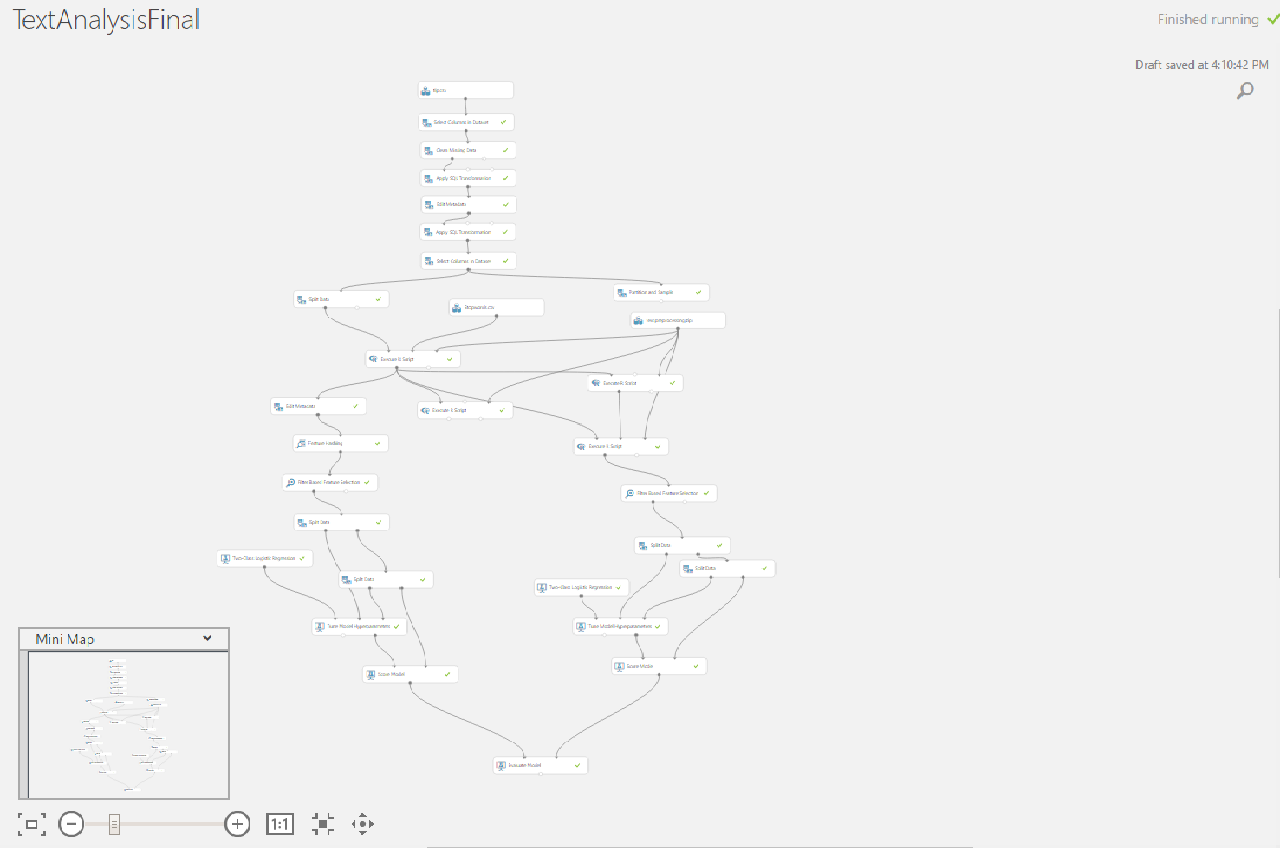 TextAnalysisFinal
Finished running
Draft saved at 4:10:42 PM
Select Columns in Dataset
Clean Missing Data
Apply SQL Transformation
Edit Metadata
Apply SQL Transformation
Select Columns in Dataset
Partition and Sample
Split Data
Execute R Script
Execute R Script
Edit Metadata
Execute R Script
Feature Hashing
Execute R Script
Filter Based Feature Selection
Filter Based Feature Selection
Split Data
Split Data
Two-Class Logistic Regression
Split Data
Split Data
Two-Class Logistic Regression
Tune Model Hyperparameters
Tune Model Hyperparameters
Score Model
Score Model
Mini Map
Evaluate Model
1:1